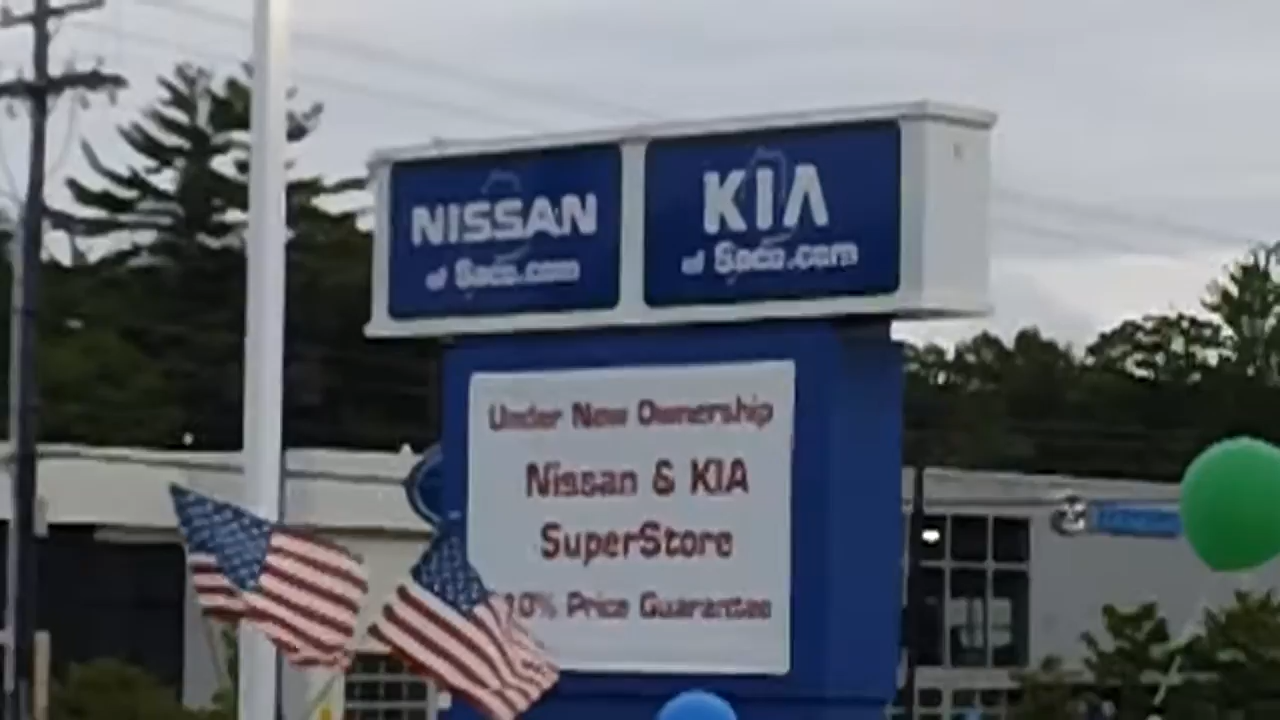 NISSAN
of Saco.com
KIA
of Saco.com
Under New Ownership
Nissan & KIA
SuperStore
Price Guarantee